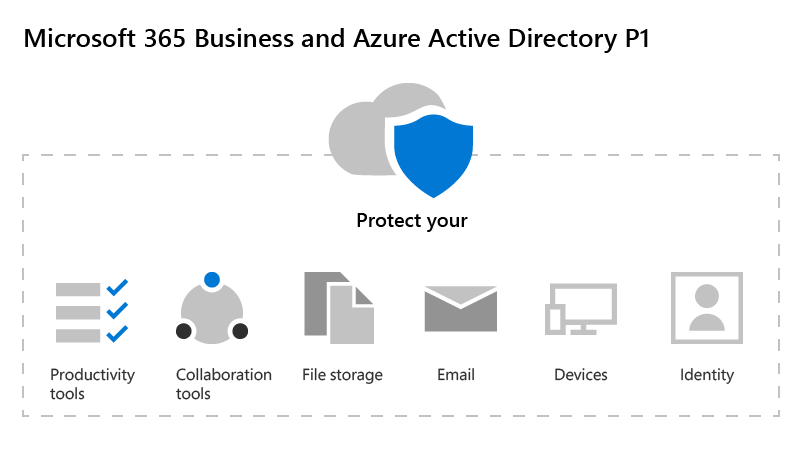 Microsoft 365 Business and Azure Active Directory P1
Protect your
Productivity
tools
Collaboration
tools
File storage
Email
Devices
Identity